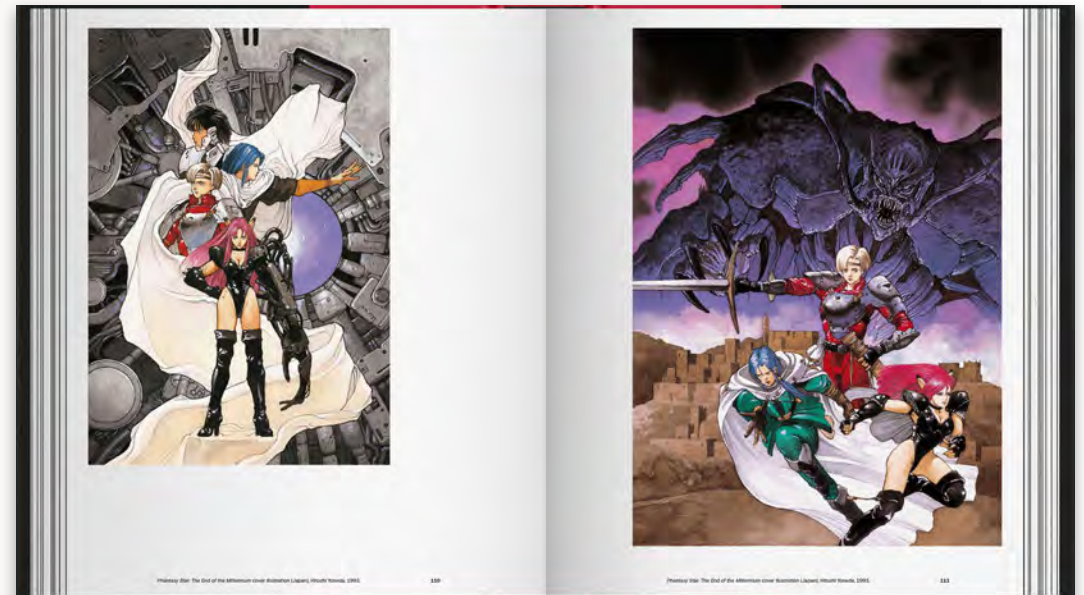 Phantasy Star: The End of the Millennium cover illustration (Japan), Hitoshi Yoneda, 1993.
110
Phantasy Star: The End of the Millennium cover illustration (Japan), Hitoshi Yoneda, 1993.
111